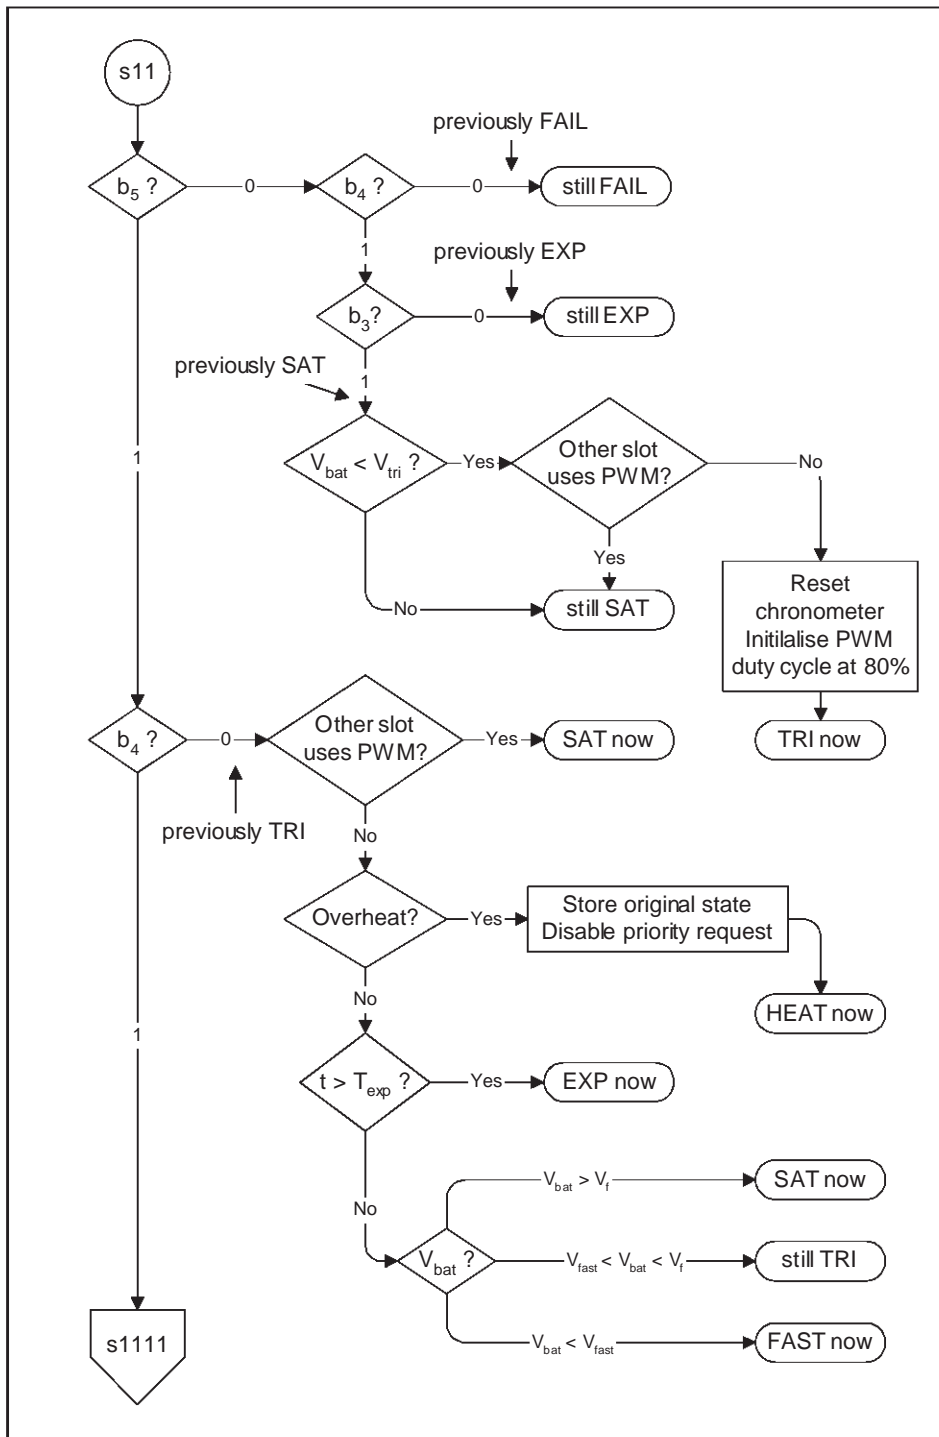 s11
previously FAIL
b5 ?
0
b4 ?
0
still FAIL
1
previously EXP
b3?
0
still EXP
previously SAT
1
1
Vbat < Vtri ?
Yes
Other slot
uses PWM?
No
Yes
No
still SAT
Reset
chronometer
Initilalise PWM
duty cycle at 80%
b4 ?
0
Other slot
uses PWM?
Yes
SAT now
TRI now
previously TRI
No
Overheat?
Yes
Store original state
Disable priority request
No
HEAT now
1
t > Texp ?
Yes
EXP now
No
Vbat > Vf
SAT now
Vbat ?
Vfast < Vbat < Vf
still TRI
s1111
Vbat < Vfast
FAST now